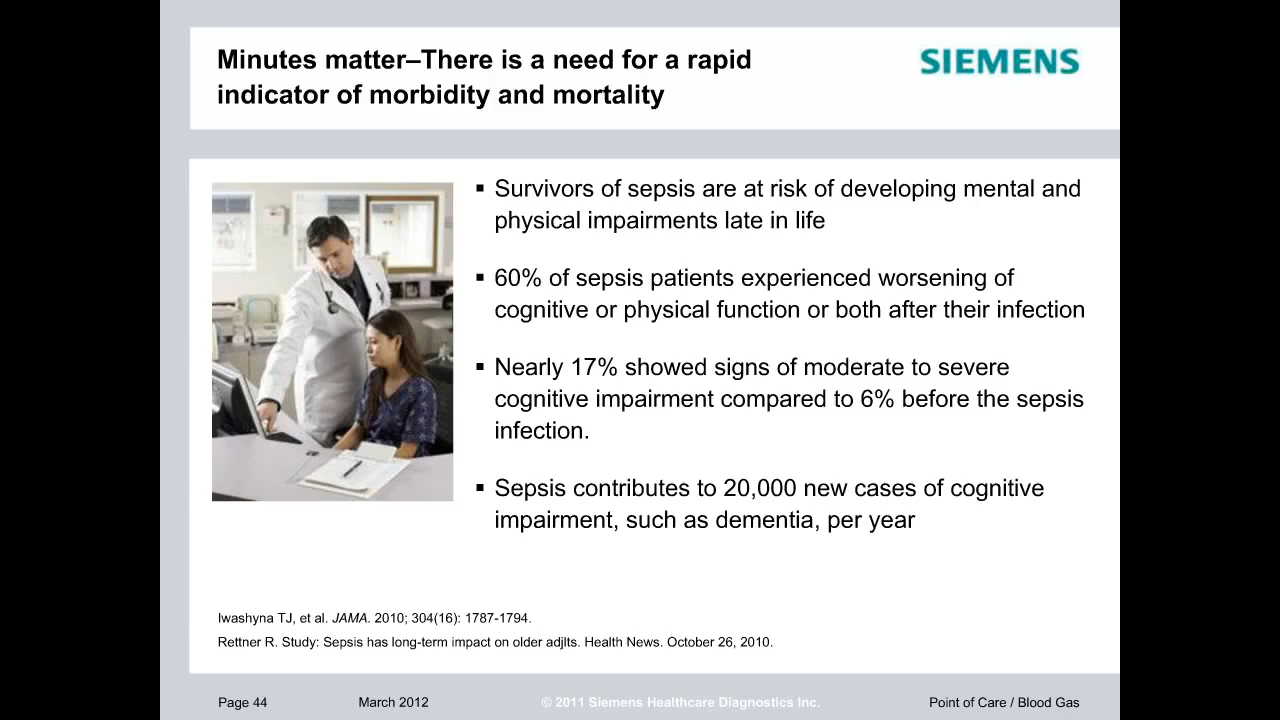 Minutes matter–There is a need for a rapid
indicator of morbidity and mortality
SIEMENS
▪ Survivors of sepsis are at risk of developing mental and
physical impairments late in life
▪ 60% of sepsis patients experienced worsening of
cognitive or physical function or both after their infection
▪ Nearly 17% showed signs of moderate to severe
cognitive impairment compared to 6% before the sepsis
infection.
▪ Sepsis contributes to 20,000 new cases of cognitive
impairment, such as dementia, per year
Iwashyna TJ, et al. JAMA. 2010; 304(16): 1787-1794.
Rettner R. Study: Sepsis has long-term impact on older adjlts. Health News. October 26, 2010.
Page 44 March 2012 © 2011 Siemens Healthcare Diagnostics Inc. Point of Care / Blood Gas